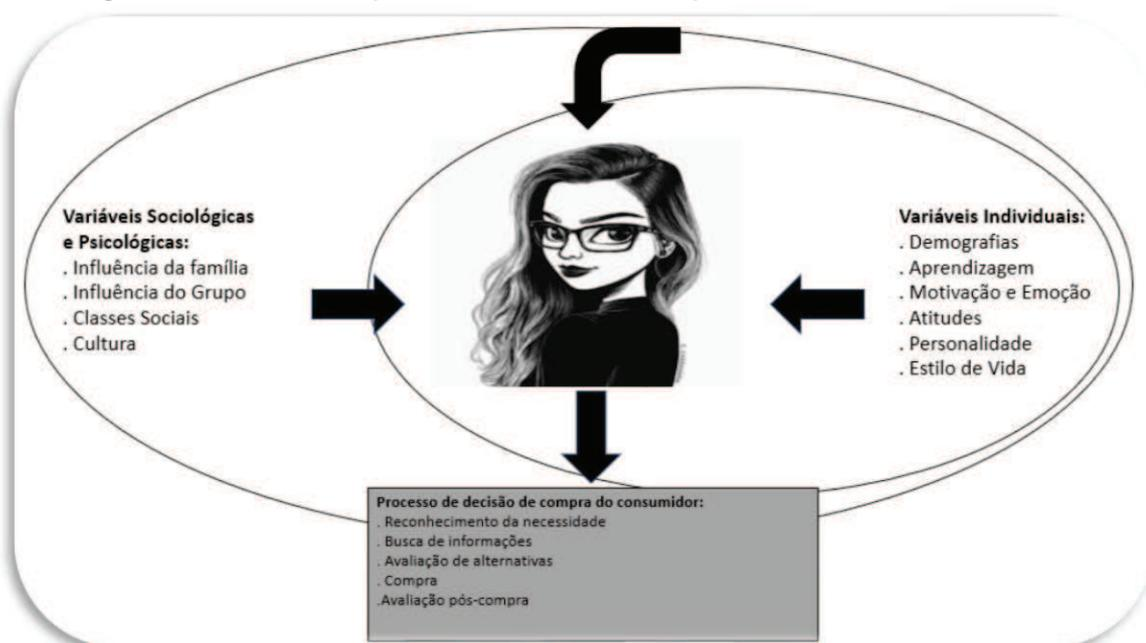 Variáveis Sociológicas
e Psicológicas:
. Influência da família
. Influência do Grupo
. Classes Sociais
. Cultura
Variáveis Individuais:
. Demografias
. Aprendizagem
. Motivação e Emoção
. Atitudes
. Personalidade
. Estilo de Vida
Processo de decisão de compra do consumidor:
. Reconhecimento da necessidade
. Busca de informações
. Avaliação de alternativas
. Compra
.Avaliação pós-compra